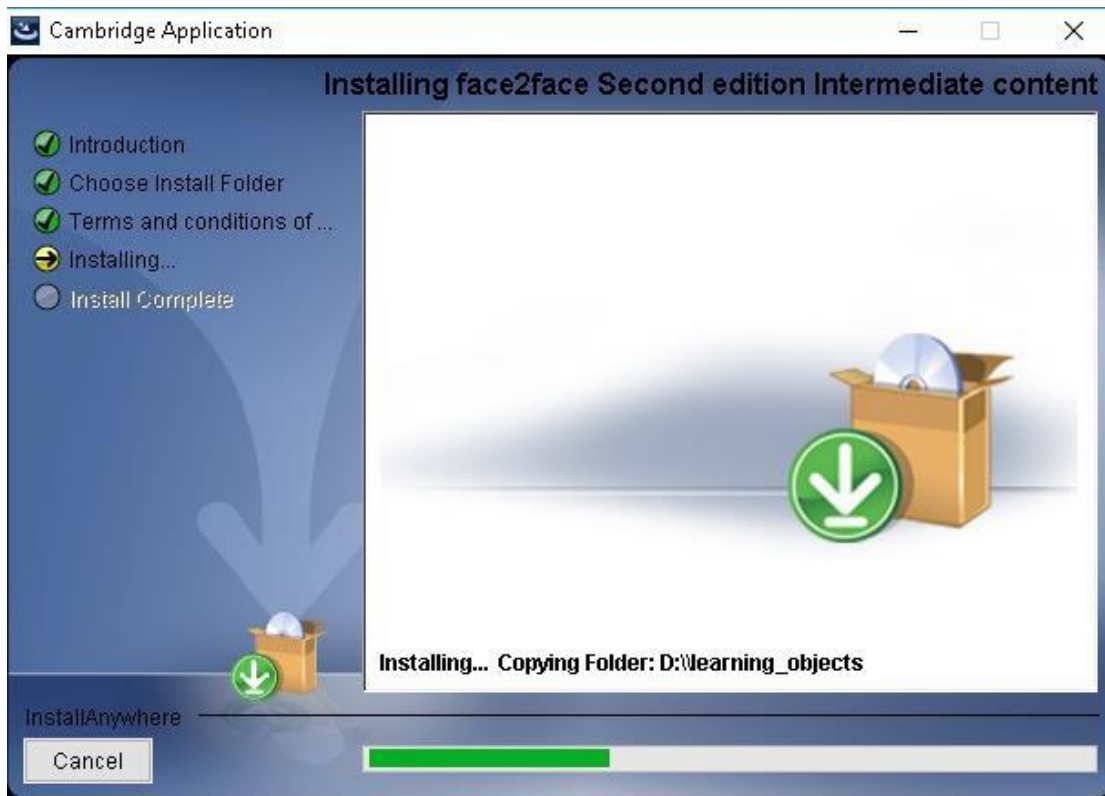 Cambridge Application
Installing face2face Second edition Intermediate content
Introduction
Choose Install Folder
Terms and conditions of ...
Installing...
Install Complete
Installing... Copying Folder: D:\\learning_objects
InstallAnywhere
Cancel